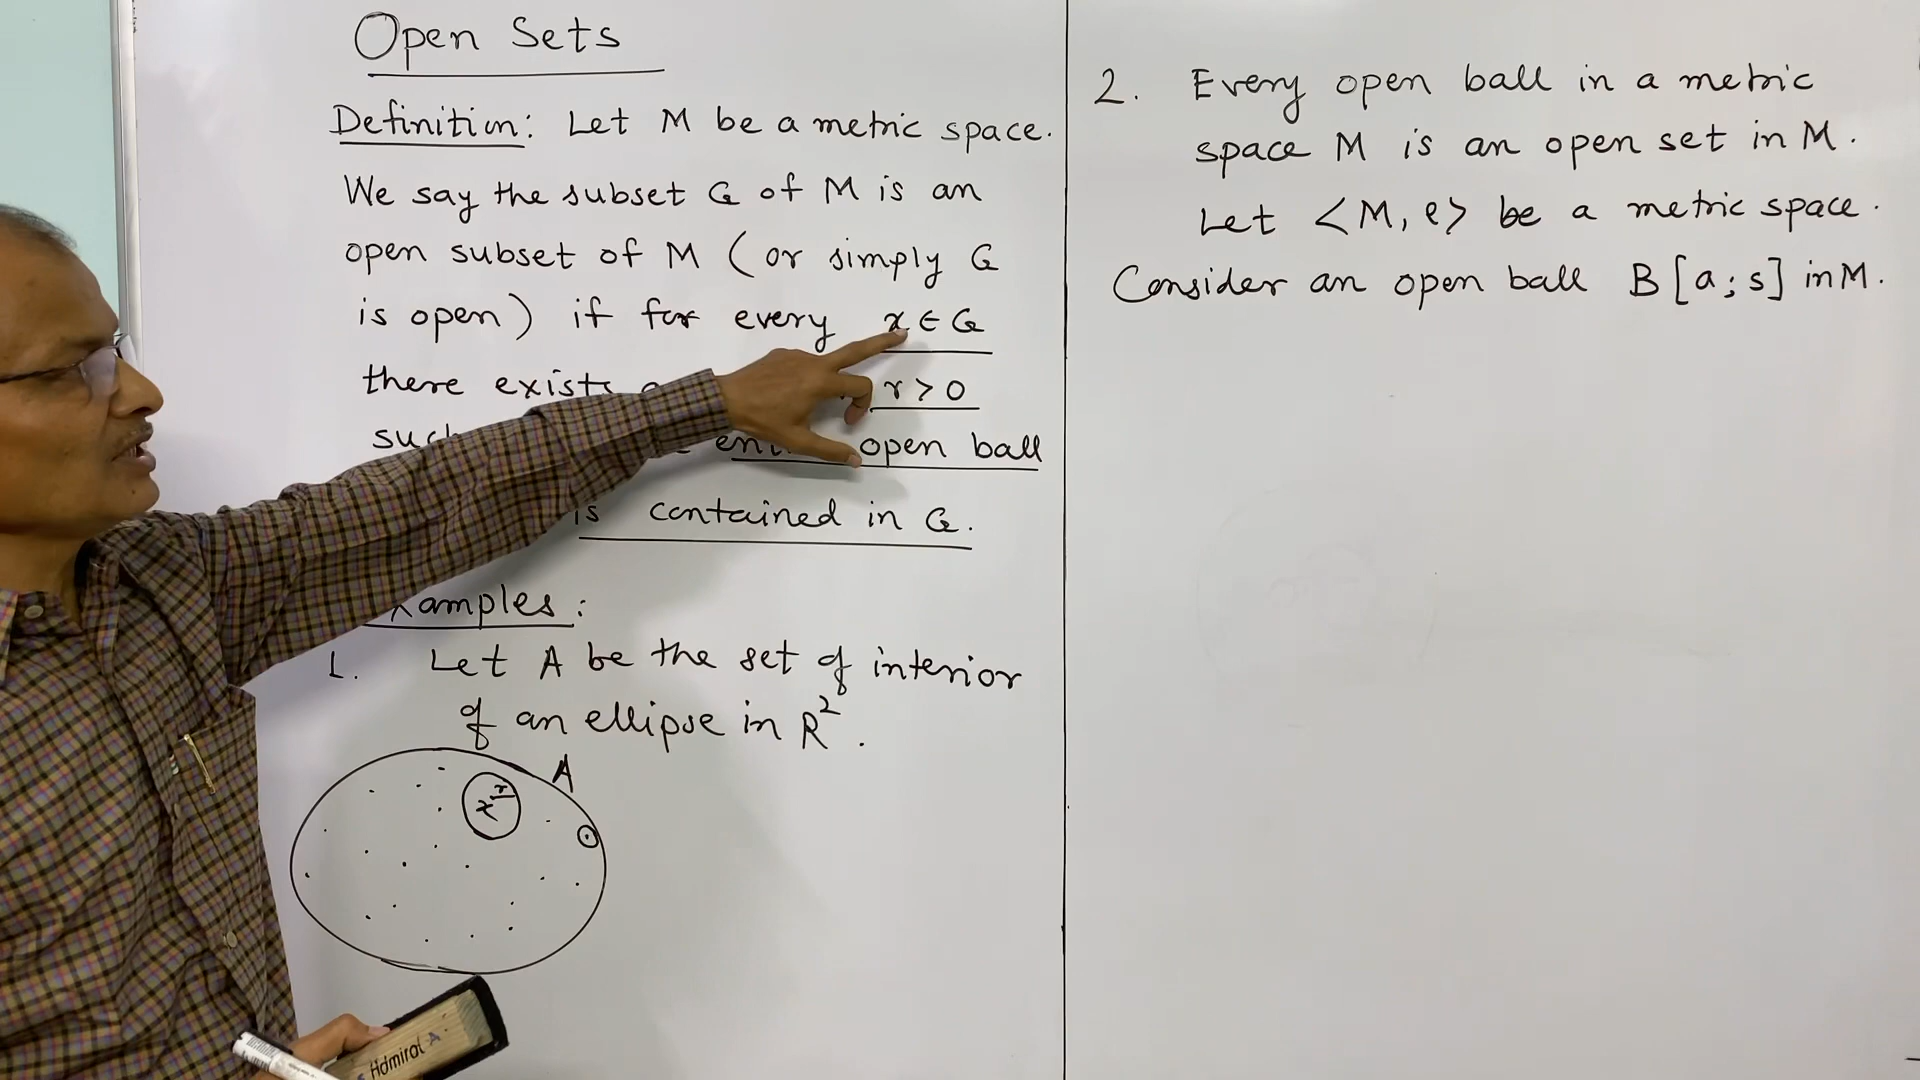 Open Sets
Definition: Let M be a metric space.
We say the subset G of M is an
open subset of M (or simply G
is open) if for every x ∈ G
there exists r > 0
open ball
is contained in G.
xamples:
1. Let A be the set of interior
of an ellipse in R².
A
x r
2. Every open ball in a metric
space M is an open set in M.
Let <M, ρ> be a metric space.
Consider an open ball B[a; s] in M.
Admiral A